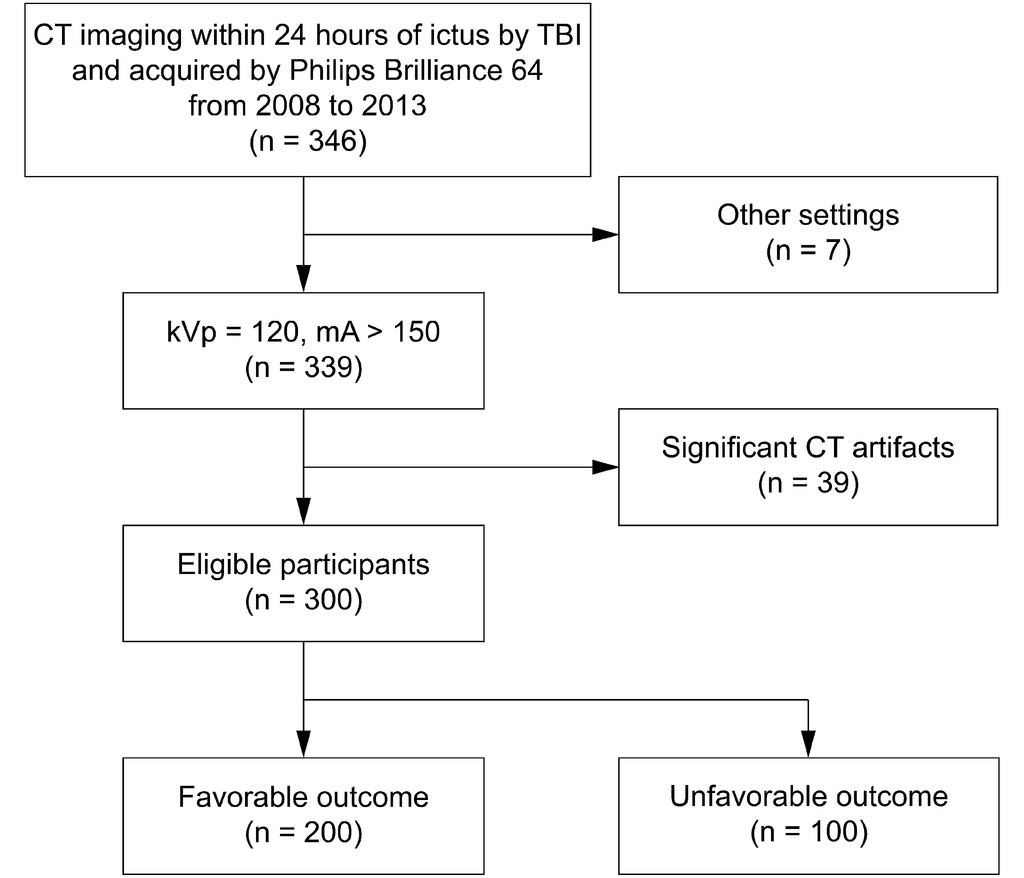 CT imaging within 24 hours of ictus by TBI
and acquired by Philips Brilliance 64
from 2008 to 2013
(n = 346)
Other settings
(n = 7)
kVp = 120, mA > 150
(n = 339)
Significant CT artifacts
(n = 39)
Eligible participants
(n = 300)
Favorable outcome
(n = 200)
Unfavorable outcome
(n = 100)